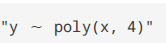 "y ~ poly(x, 4)"